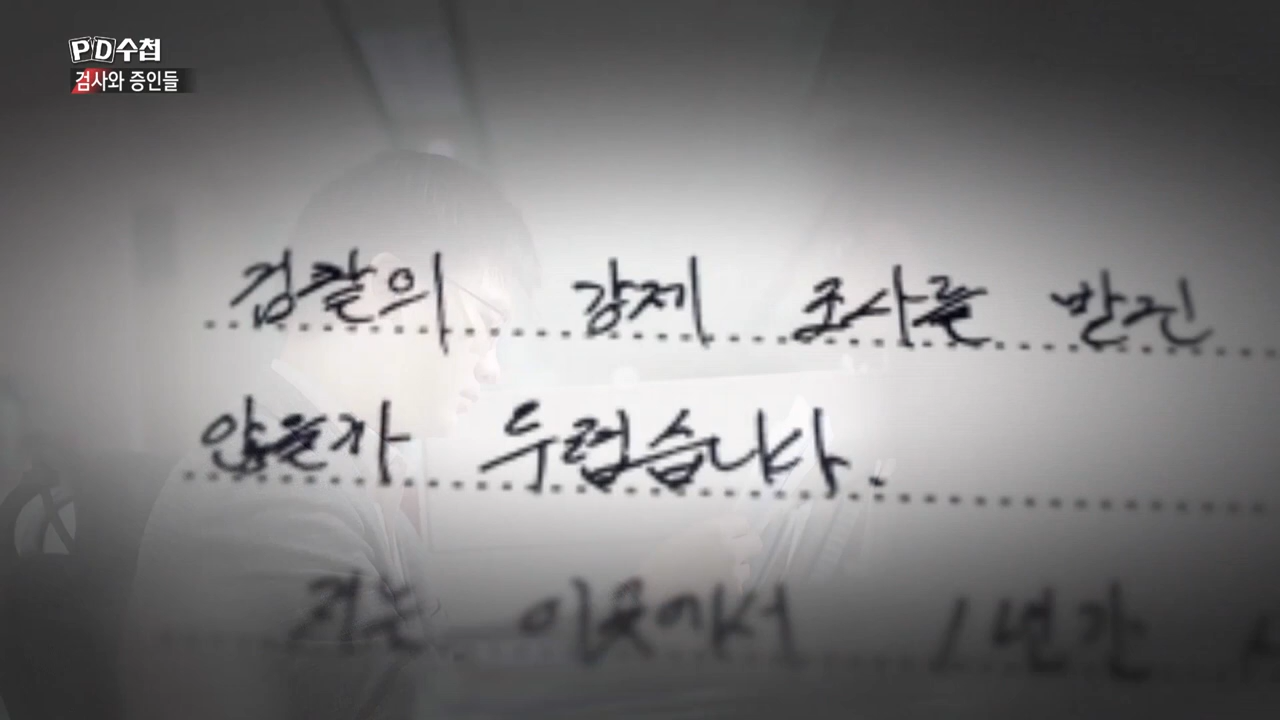 PD수첩
검사와 증인들
검찰의 강제 조사를 받진
않을까 두렵습니다.
저는 이곳에서 1년간